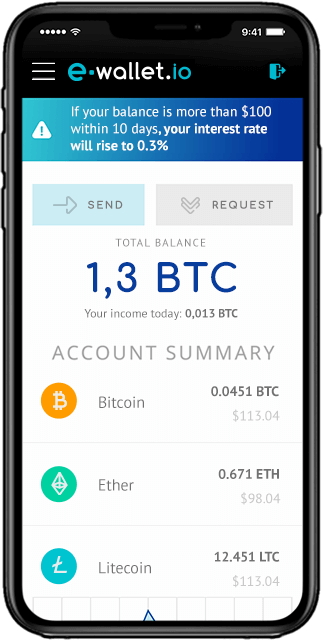 9:41
e-wallet.io
If your balance is more than $100
within 10 days, your interest rate
will rise to 0.3%
SEND
REQUEST
TOTAL BALANCE
1,3 BTC
Your income today: 0,013 BTC
ACCOUNT SUMMARY
Bitcoin
0.0451 BTC
$113.04
Ether
0.671 ETH
$98.04
Litecoin
12.451 LTC
$113.04